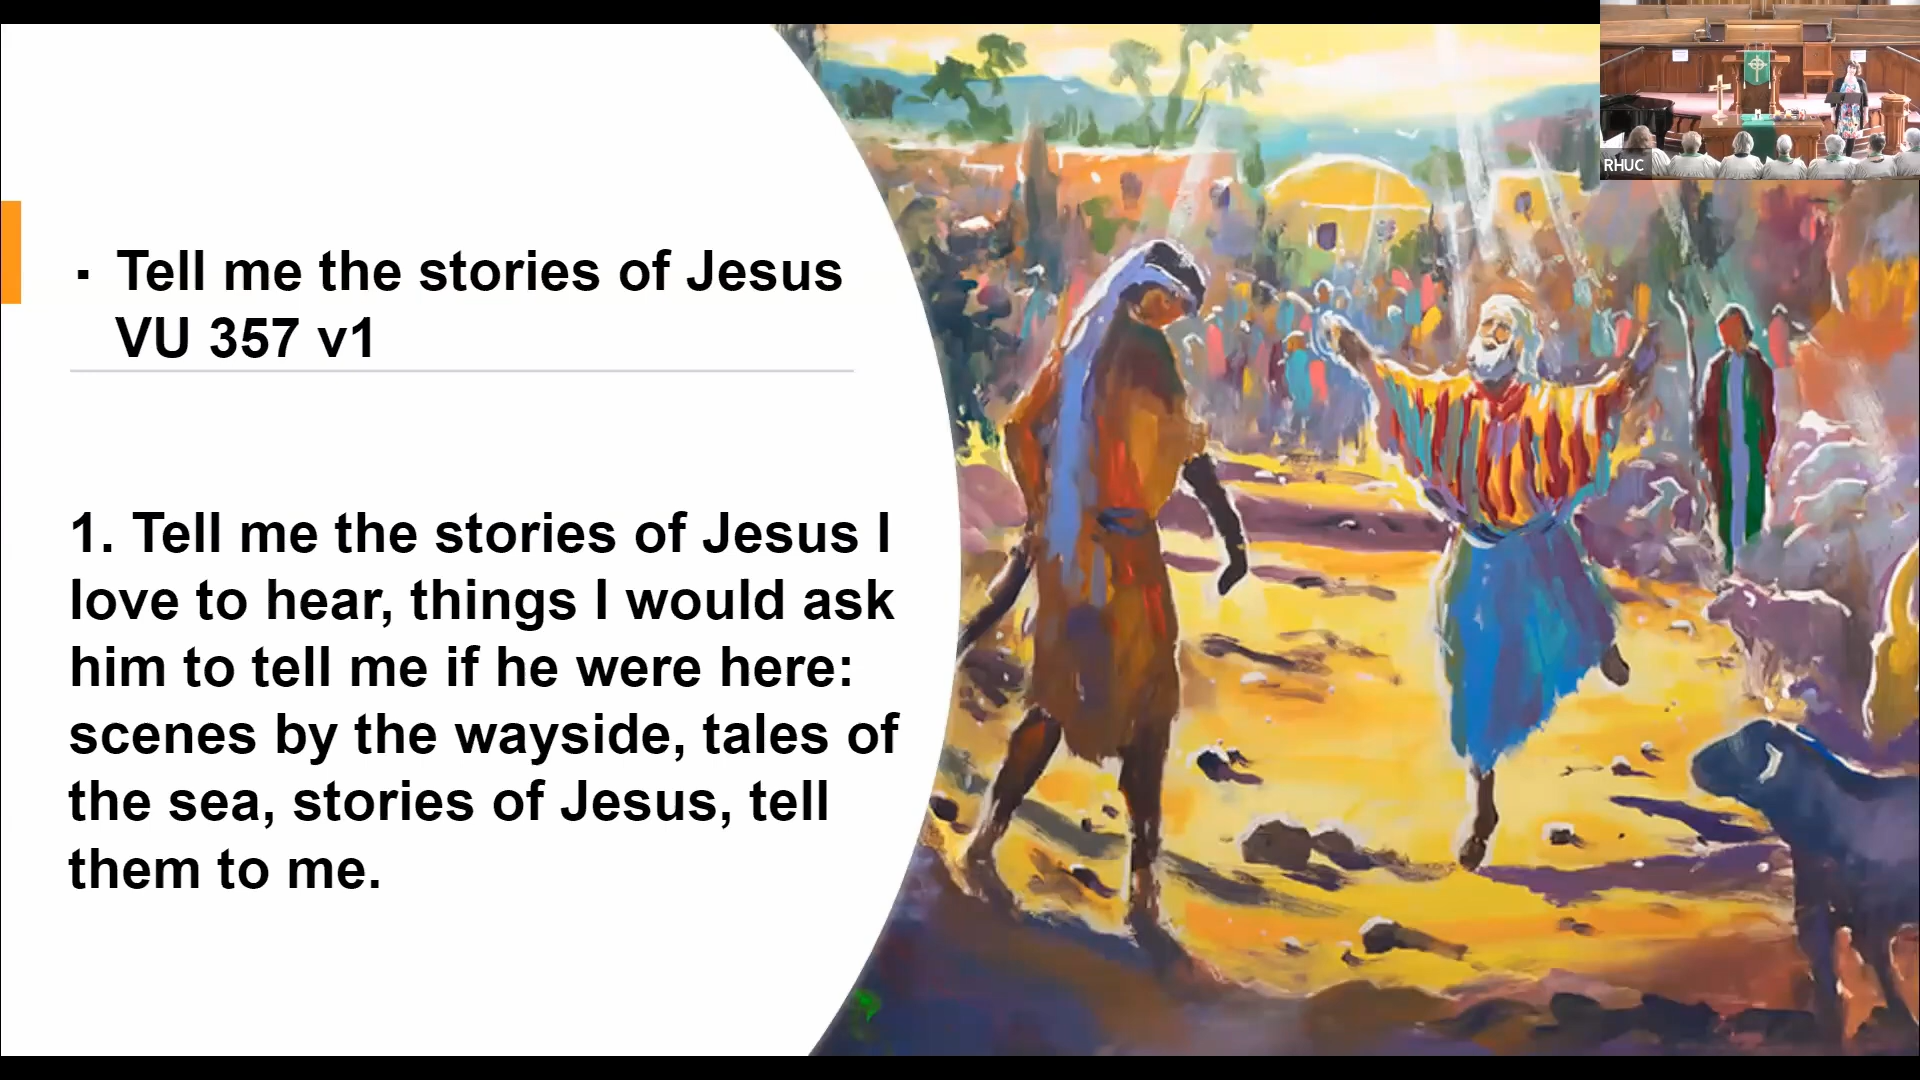 ▪ Tell me the stories of Jesus
VU 357 v1
1. Tell me the stories of Jesus I
love to hear, things I would ask
him to tell me if he were here:
scenes by the wayside, tales of
the sea, stories of Jesus, tell
them to me.
RHUC